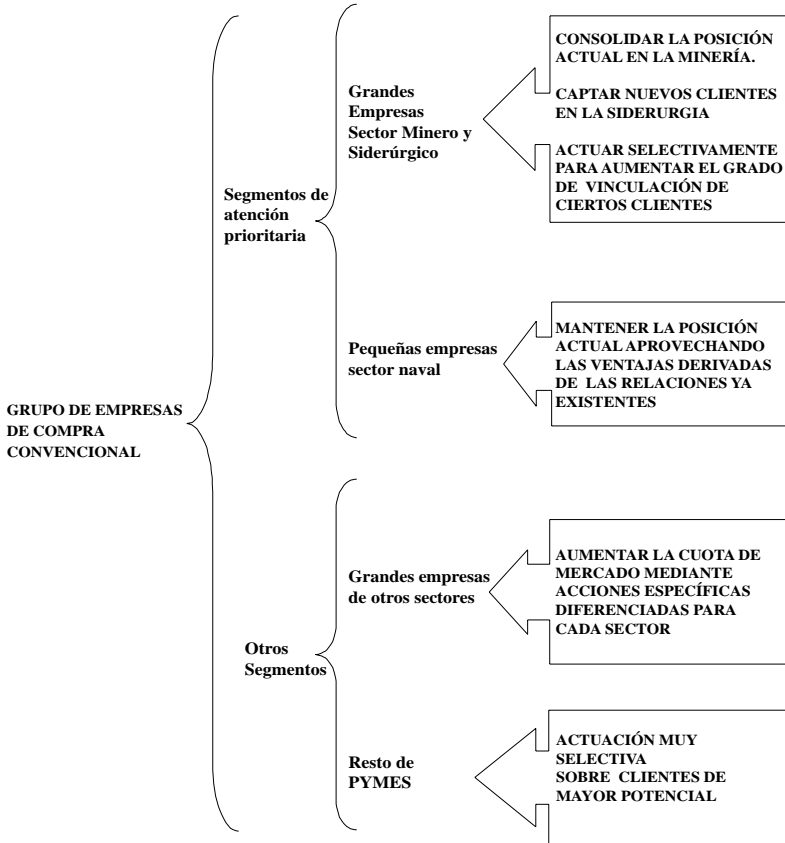 GRUPO DE EMPRESAS
DE COMPRA
CONVENCIONAL
Segmentos de
atención
prioritaria
Grandes
Empresas
Sector Minero y
Siderúrgico
CONSOLIDAR LA POSICIÓN
ACTUAL EN LA MINERÍA.
CAPTAR NUEVOS CLIENTES
EN LA SIDERURGIA
ACTUAR SELECTIVAMENTE
PARA AUMENTAR EL GRADO
DE VINCULACIÓN DE
CIERTOS CLIENTES
Pequeñas empresas
sector naval
MANTENER LA POSICIÓN
ACTUAL APROVECHANDO
LAS VENTAJAS DERIVADAS
DE LAS RELACIONES YA
EXISTENTES
Otros
Segmentos
Grandes empresas
de otros sectores
AUMENTAR LA CUOTA DE
MERCADO MEDIANTE
ACCIONES ESPECÍFICAS
DIFERENCIADAS PARA
CADA SECTOR
Resto de
PYMES
ACTUACIÓN MUY
SELECTIVA
SOBRE CLIENTES DE
MAYOR POTENCIAL